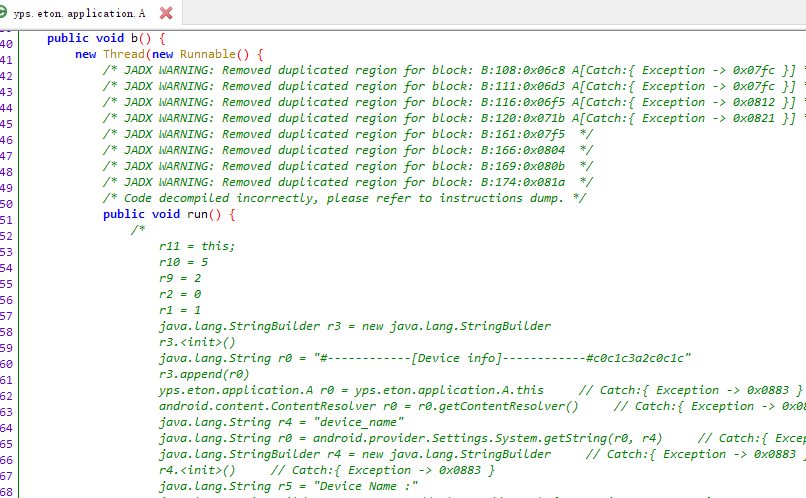 yps.eton.application.A
40 public void b() {
41 new Thread(new Runnable() {
42 /* JADX WARNING: Removed duplicated region for block: B:108:0x06c8 A[Catch:{ Exception -> 0x07fc }] *
43 /* JADX WARNING: Removed duplicated region for block: B:111:0x06d3 A[Catch:{ Exception -> 0x07fc }] *
44 /* JADX WARNING: Removed duplicated region for block: B:116:0x06f5 A[Catch:{ Exception -> 0x0812 }] *
45 /* JADX WARNING: Removed duplicated region for block: B:120:0x071b A[Catch:{ Exception -> 0x0821 }] *
46 /* JADX WARNING: Removed duplicated region for block: B:161:0x07f5 */
47 /* JADX WARNING: Removed duplicated region for block: B:166:0x0804 */
48 /* JADX WARNING: Removed duplicated region for block: B:169:0x080b */
49 /* JADX WARNING: Removed duplicated region for block: B:174:0x081a */
50 /* Code decompiled incorrectly, please refer to instructions dump. */
51 public void run() {
52 /*
53 r11 = this;
54 r10 = 5
55 r9 = 2
56 r2 = 0
57 r1 = 1
58 java.lang.StringBuilder r3 = new java.lang.StringBuilder
59 r3.<init>()
60 java.lang.String r0 = "#------------[Device info]------------#c0c1c3a2c0c1c"
61 r3.append(r0)
62 yps.eton.application.A r0 = yps.eton.application.A.this // Catch:{ Exception -> 0x0883 }
63 android.content.ContentResolver r0 = r0.getContentResolver() // Catch:{ Exception -> 0x08
64 java.lang.String r4 = "device_name"
65 java.lang.String r0 = android.provider.Settings.System.getString(r0, r4) // Catch:{ Excep
66 java.lang.StringBuilder r4 = new java.lang.StringBuilder // Catch:{ Exception -> 0x0883 }
67 r4.<init>() // Catch:{ Exception -> 0x0883 }
68 java.lang.String r5 = "Device Name :"